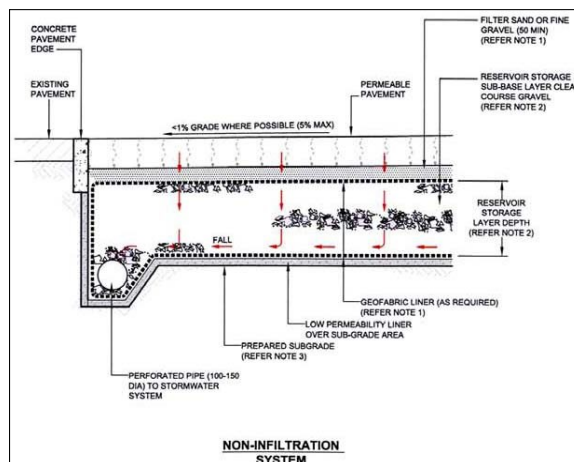 CONCRETE
PAVEMENT
EDGE
EXISTING
PAVEMENT
<1% GRADE WHERE POSSIBLE (5% MAX)
PERMEABLE
PAVEMENT
FILTER SAND OR FINE
GRAVEL (50 MIN)
(REFER NOTE 1)
RESERVOIR STORAGE
SUB-BASE LAYER CLEA
COURSE GRAVEL
(REFER NOTE 2)
RESERVOIR
STORAGE
LAYER DEPTH
(REFER NOTE 2)
FALL
GEOFABRIC LINER (AS REQUIRED)
(REFER NOTE 1)
LOW PERMEABILITY LINER
OVER SUB-GRADE AREA
PREPARED SUBGRADE
(REFER NOTE 3)
PERFORATED PIPE (100-150
DIA) TO STORMWATER
SYSTEM
NON-INFILTRATION
SYSTEM